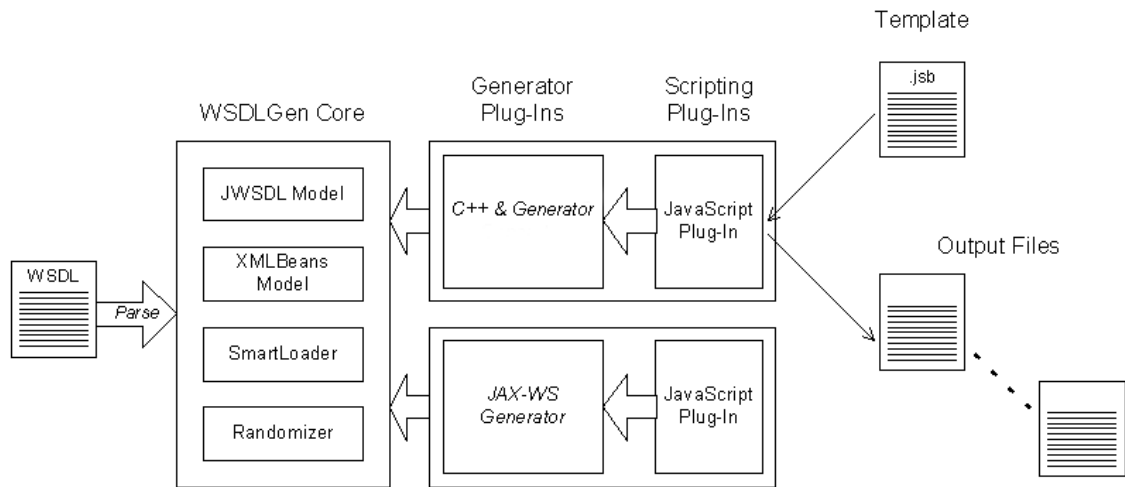 Template
.jsb
Generator
Plug-Ins
Scripting
Plug-Ins
WSDLGen Core
JWSDL Model
C++ & Generator
JavaScript
Plug-In
Output Files
WSDL
Parse
XMLBeans
Model
SmartLoader
JAX-WS
Generator
JavaScript
Plug-In
Randomizer